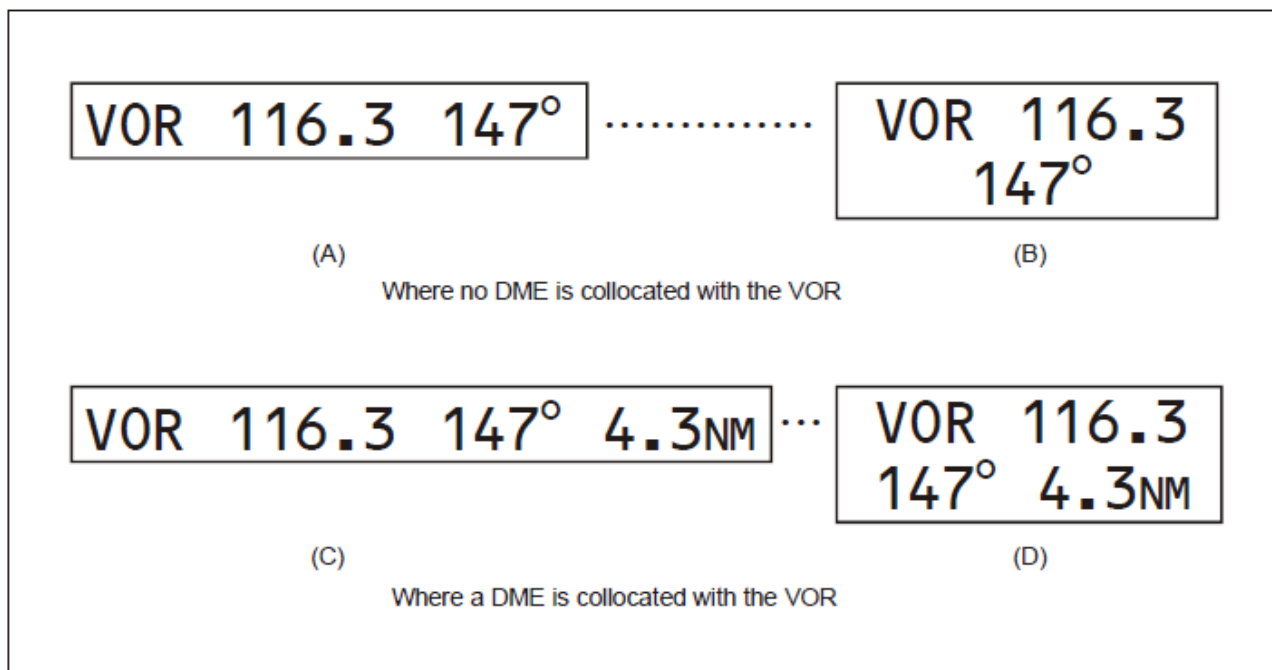 VOR 116.3 147° .............. VOR 116.3
147°
(A) (B)
Where no DME is collocated with the VOR
VOR 116.3 147° 4.3NM ... VOR 116.3
147° 4.3NM
(C) (D)
Where a DME is collocated with the VOR